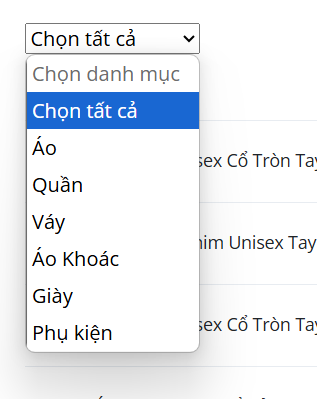 Chọn tất cả
Chọn danh mục
Chọn tất cả
Áo
sex Cổ Tròn Tay
Quần
Váy
him Unisex Tay
Áo Khoác
Giày
sex Cổ Tròn Tay
Phụ kiện